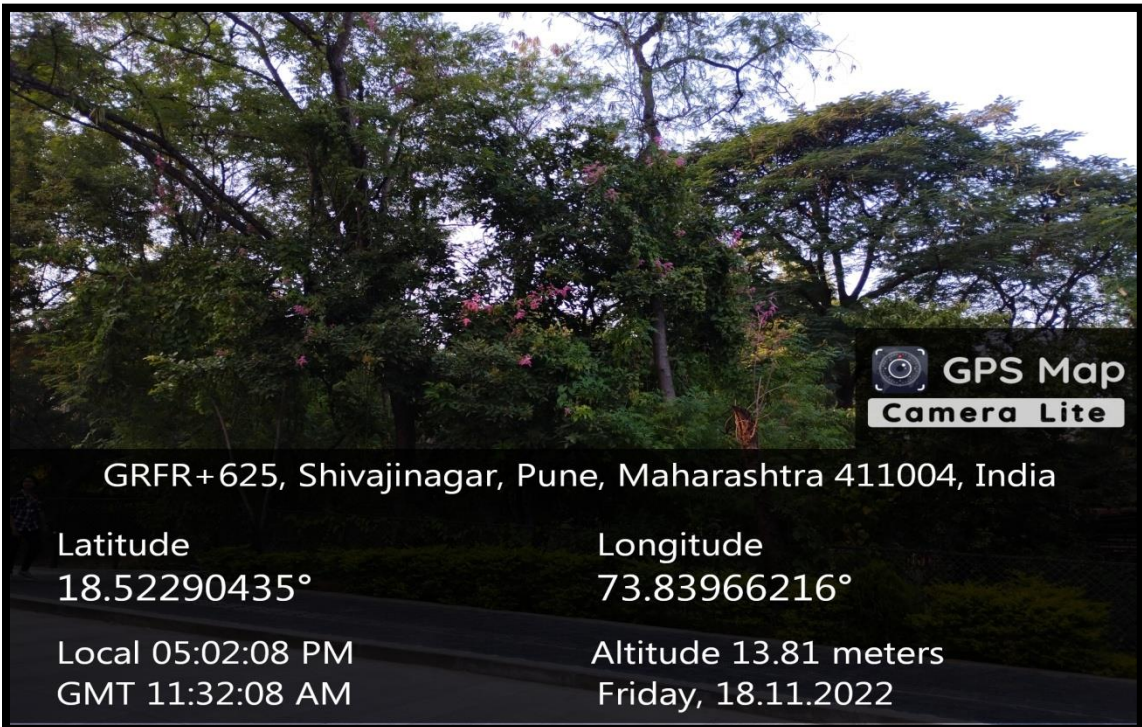 GPS Map
Camera Lite
GRFR+625, Shivajinagar, Pune, Maharashtra 411004, India
Latitude
18.52290435°
Longitude
73.83966216°
Local 05:02:08 PM
GMT 11:32:08 AM
Altitude 13.81 meters
Friday, 18.11.2022